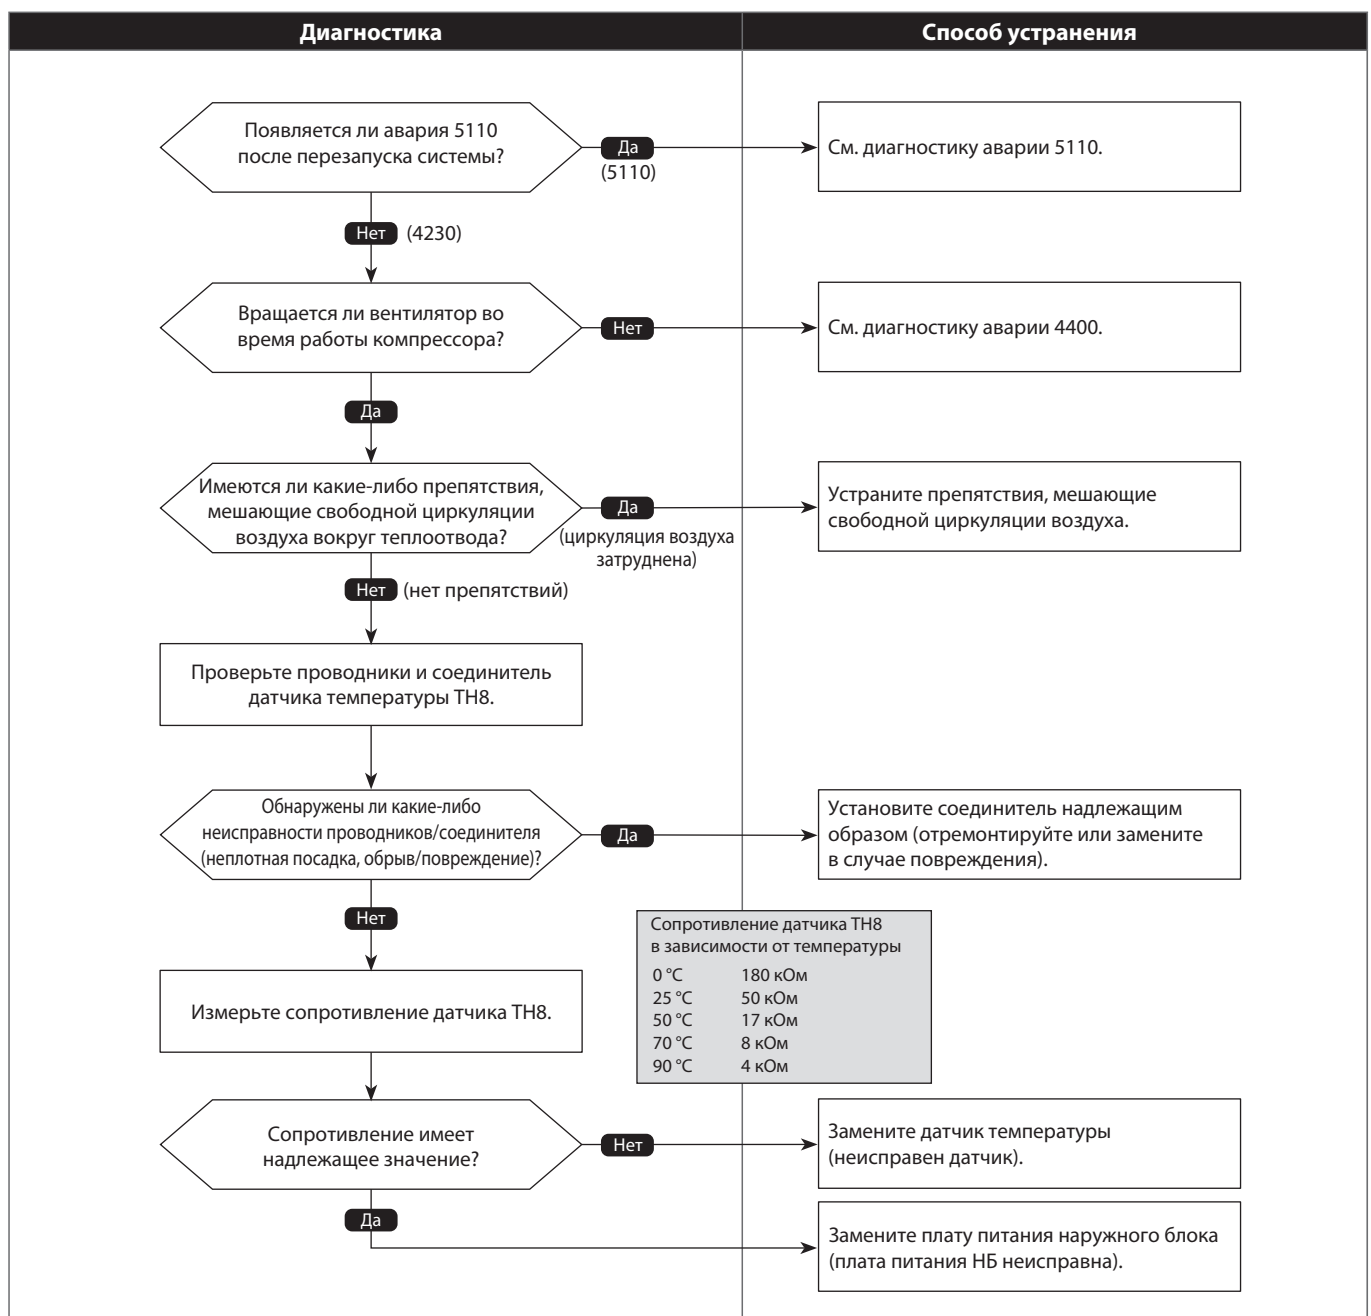 Диагностика
Способ устранения
Появляется ли авария 5110
после перезапуска системы?
Да
(5110)
См. диагностику аварии 5110.
Нет (4230)
Вращается ли вентилятор во
время работы компрессора?
Нет
См. диагностику аварии 4400.
Да
Имеются ли какие-либо препятствия,
мешающие свободной циркуляции
воздуха вокруг теплоотвода?
Да
(циркуляция воздуха
затруднена)
Устраните препятствия, мешающие
свободной циркуляции воздуха.
Нет (нет препятствий)
Проверьте проводники и соединитель
датчика температуры TH8.
Обнаружены ли какие-либо
неисправности проводников/соединителя
(неплотная посадка, обрыв/повреждение)?
Да
Установите соединитель надлежащим
образом (отремонтируйте или замените
в случае повреждения).
Нет
Сопротивление датчика TH8
в зависимости от температуры
0 °C 180 кОм
25 °C 50 кОм
50 °C 17 кОм
70 °C 8 кОм
90 °C 4 кОм
Измерьте сопротивление датчика TH8.
Сопротивление имеет
надлежащее значение?
Нет
Замените датчик температуры
(неисправен датчик).
Да
Замените плату питания наружного блока
(плата питания НБ неисправна).